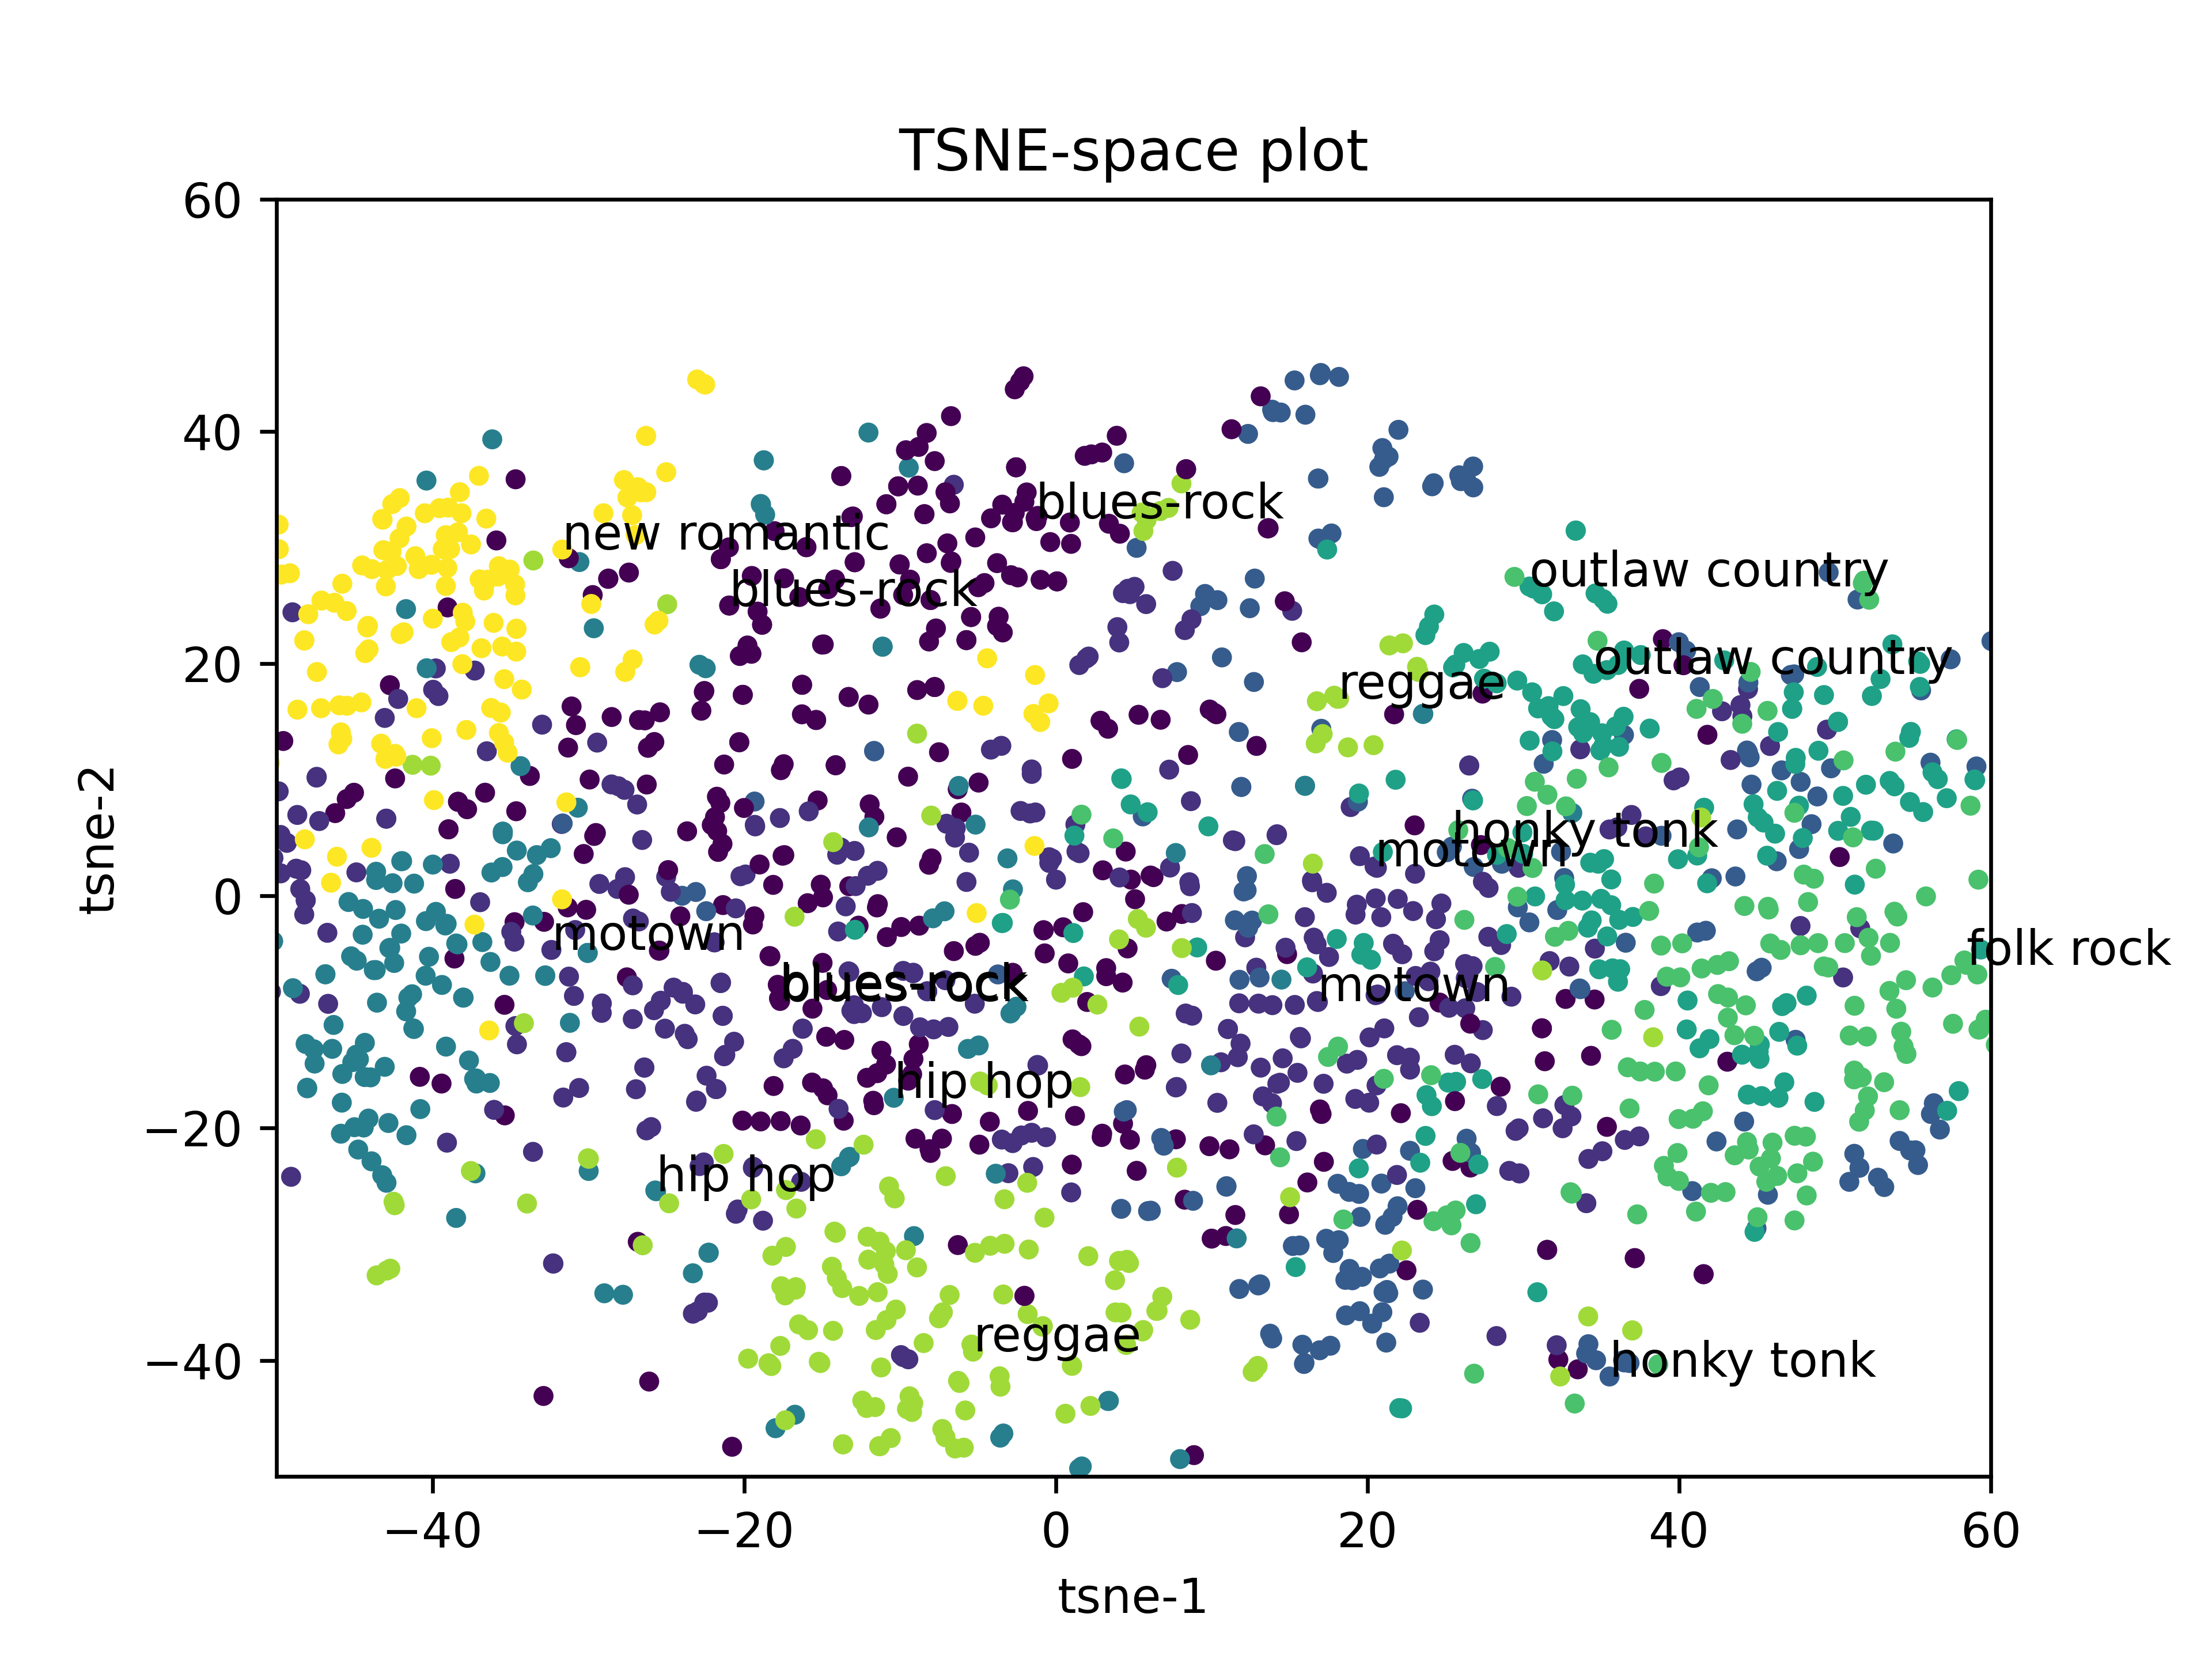 TSNE-space plot
60
40
20
0
−20
−40
tsne-2
new romantic
blues-rock
blues-rock
outlaw country
outlaw country
reggae
honky tonk
motown
motown
folk rock
blues-rock
motown
hip hop
hip hop
reggae
honky tonk
−40
−20
0
20
40
60
tsne-1